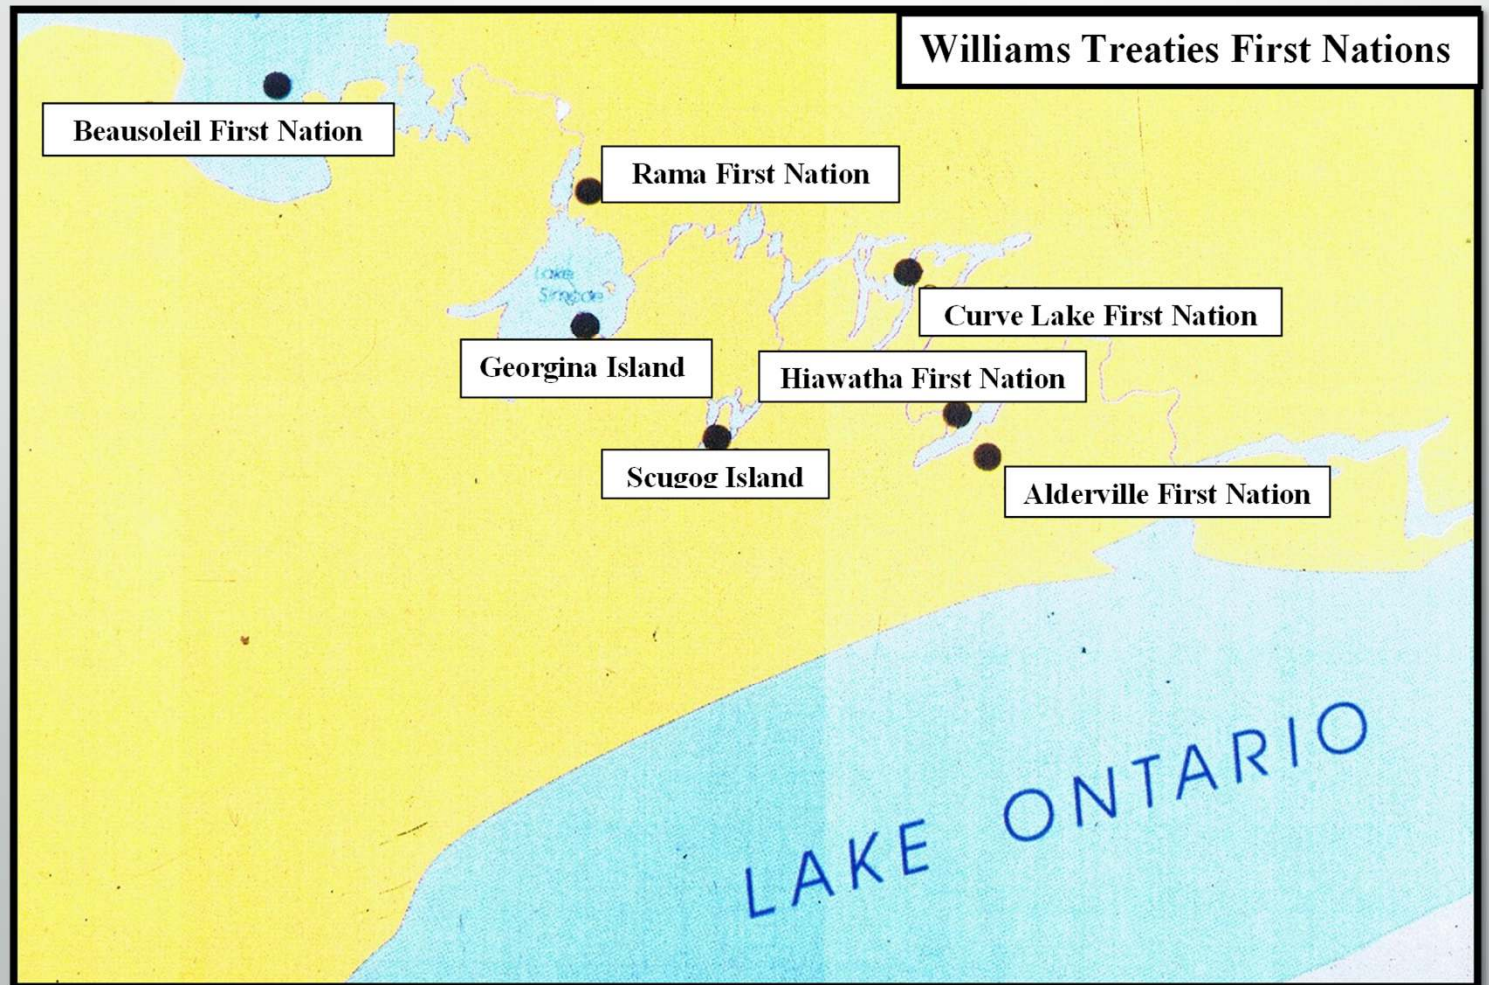 Williams Treaties First Nations
Beausoleil First Nation
Rama First Nation
Lake
Simcoe
Curve Lake First Nation
Georgina Island
Hiawatha First Nation
Scugog Island
Alderville First Nation
LAKE ONTARIO